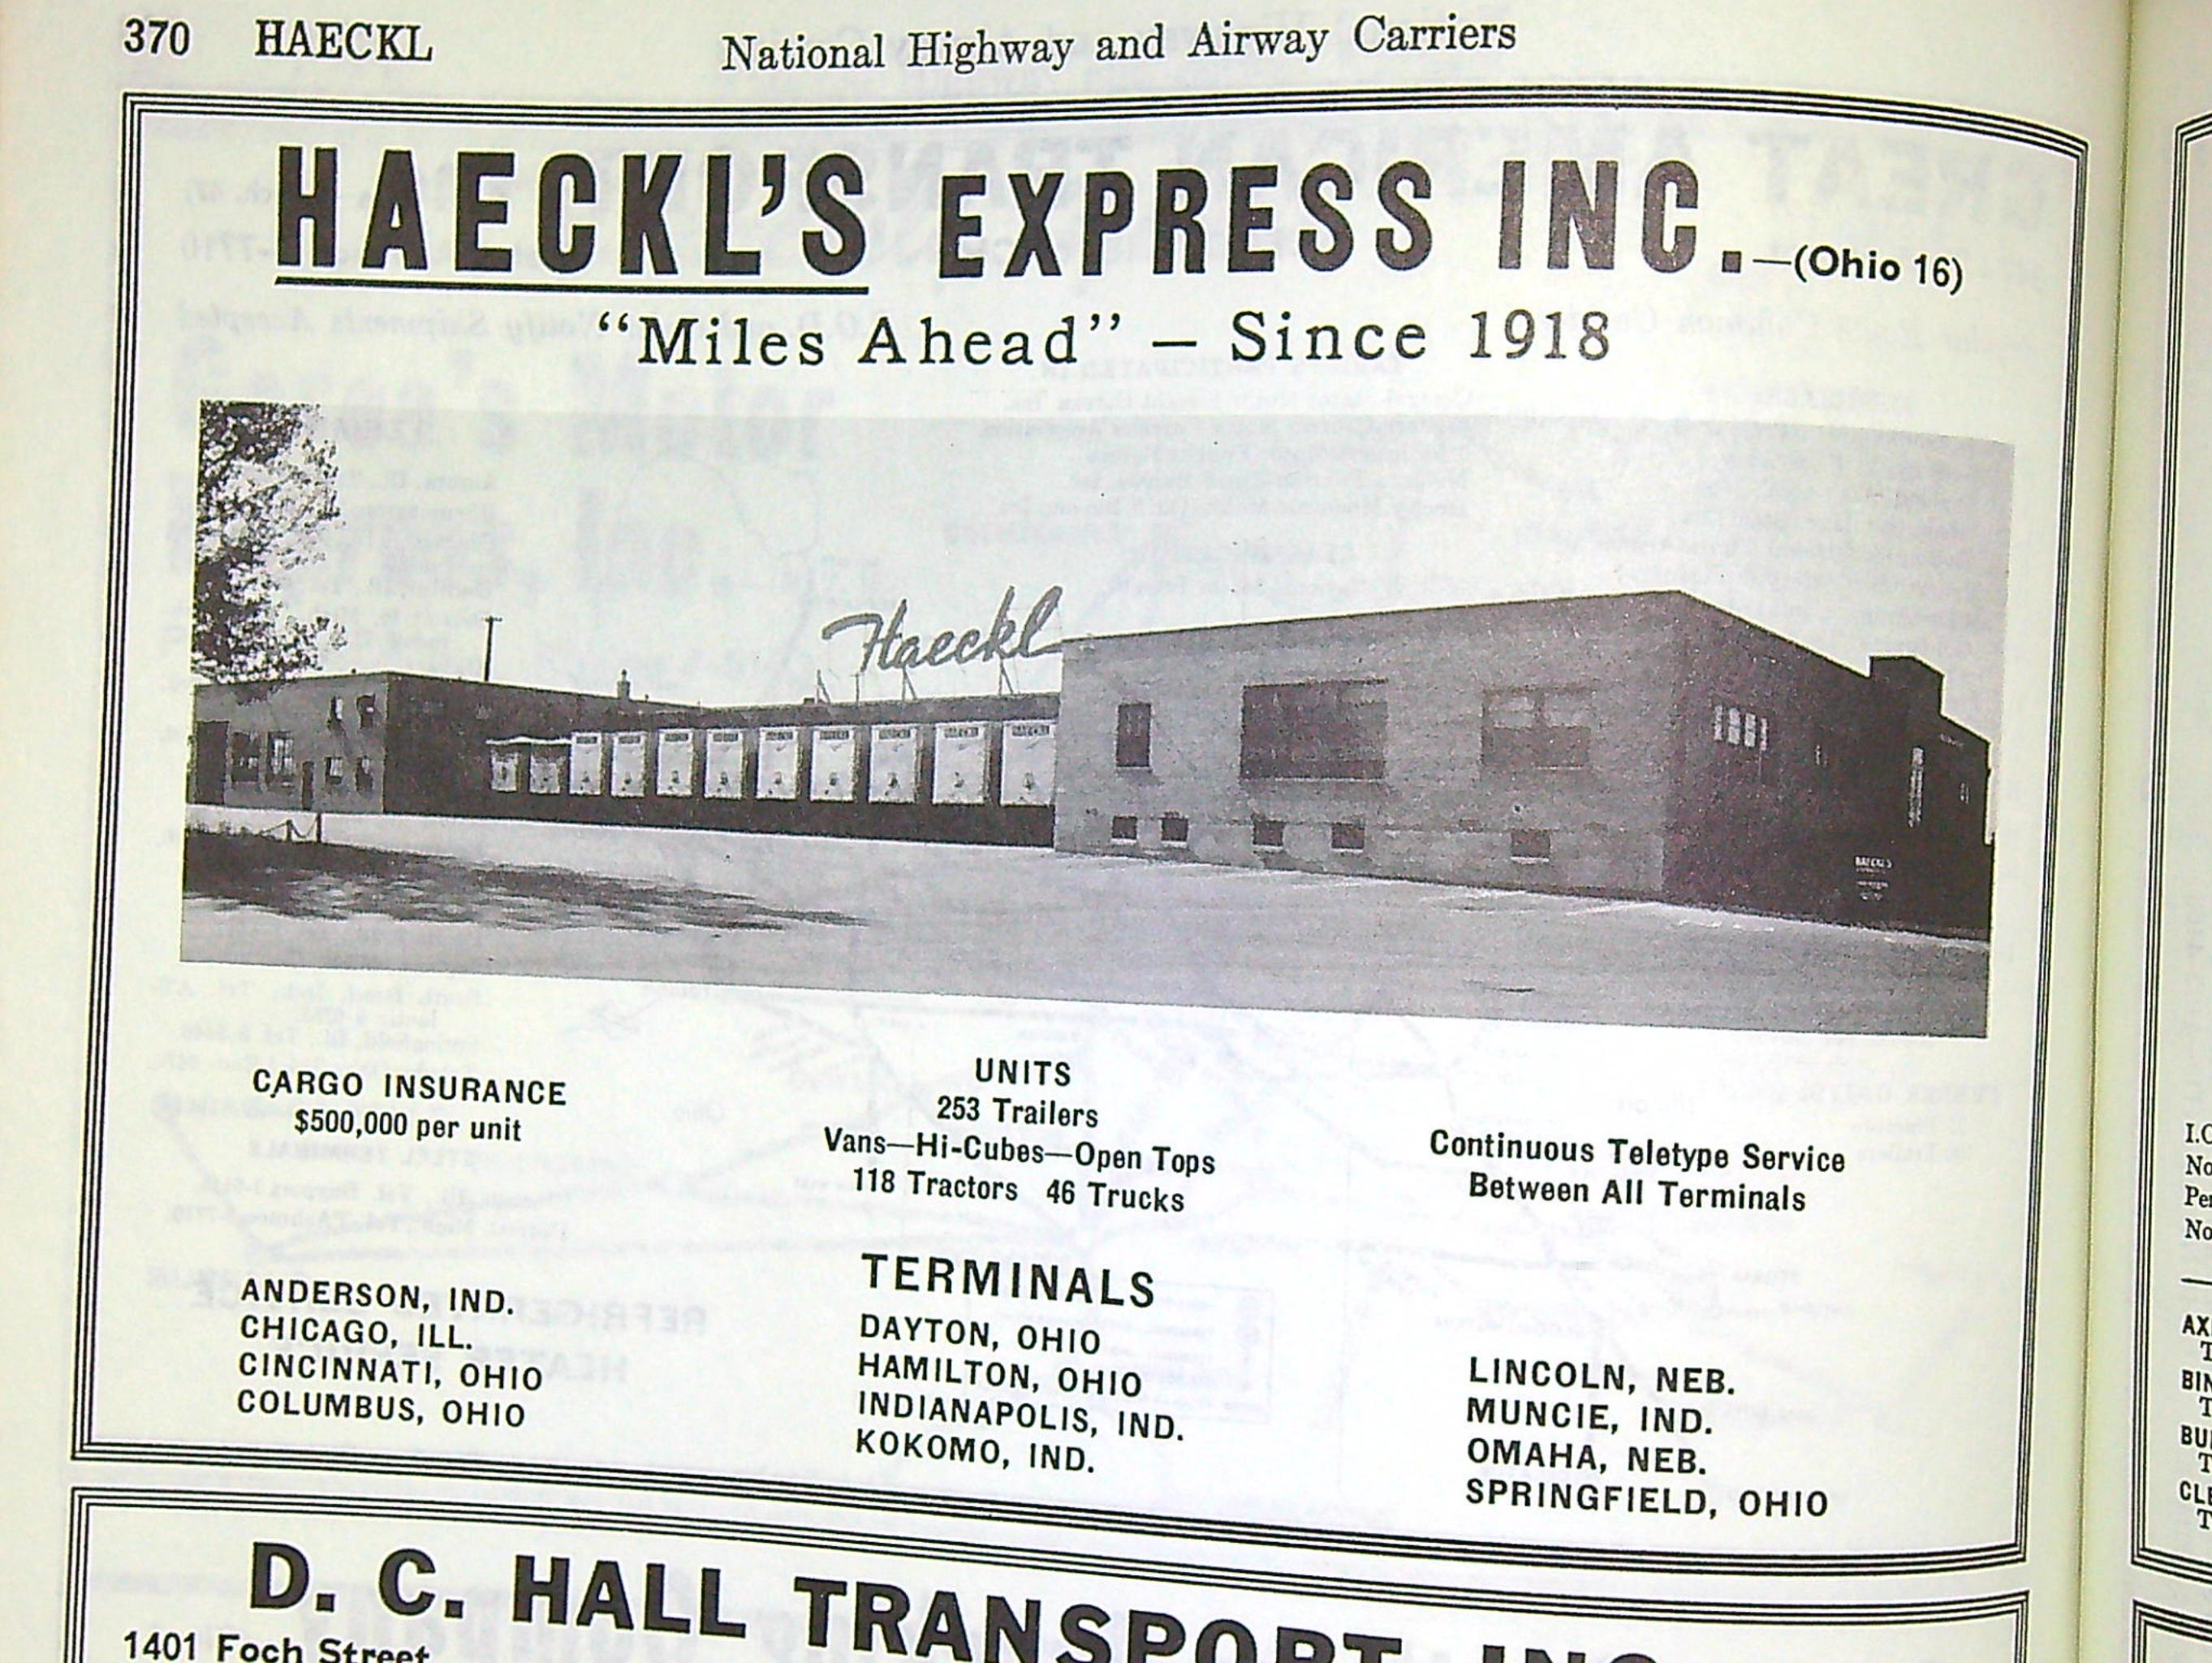 370 HAECKL National Highway and Airway Carriers
HAECKL'S EXPRESS INC.—(Ohio 16)
“Miles Ahead” — Since 1918
Haeckl
CARGO INSURANCE
$500,000 per unit
UNITS
253 Trailers
Vans—Hi-Cubes—Open Tops
118 Tractors 46 Trucks
Continuous Teletype Service
Between All Terminals
TERMINALS
ANDERSON, IND.
CHICAGO, ILL.
CINCINNATI, OHIO
COLUMBUS, OHIO
DAYTON, OHIO
HAMILTON, OHIO
INDIANAPOLIS, IND.
KOKOMO, IND.
LINCOLN, NEB.
MUNCIE, IND.
OMAHA, NEB.
SPRINGFIELD, OHIO
D. C. HALL TRANSPORT, INC
1401 Foch Street